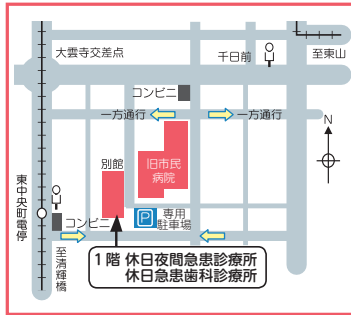 大雲寺交差点
千日前
至東山
コンビニ
一方通行
一方通行
N
別館
旧市民
病院
東中央町電停
コンビニ
P
専用
駐車場
至清輝橋
1階 休日夜間急患診療所
休日急患歯科診療所